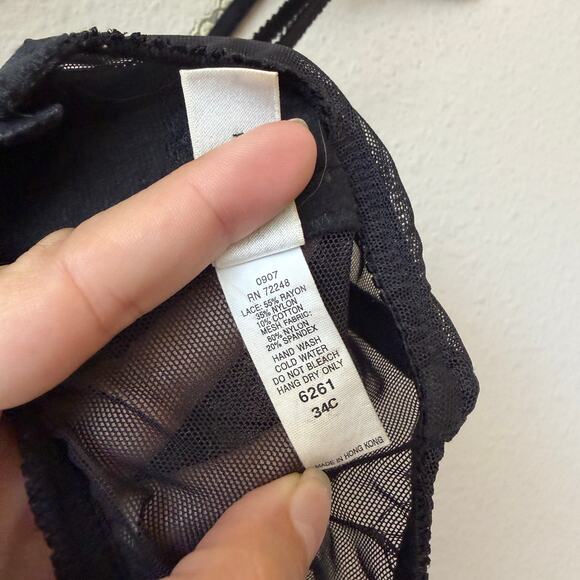 0907
RN 72248
LACE: 55% RAYON
35% NYLON
10% COTTON
MESH FABRIC:
80% NYLON
20% SPANDEX
HAND WASH
COLD WATER
DO NOT BLEACH
HANG DRY ONLY
6261
34C
MADE IN HONG KONG